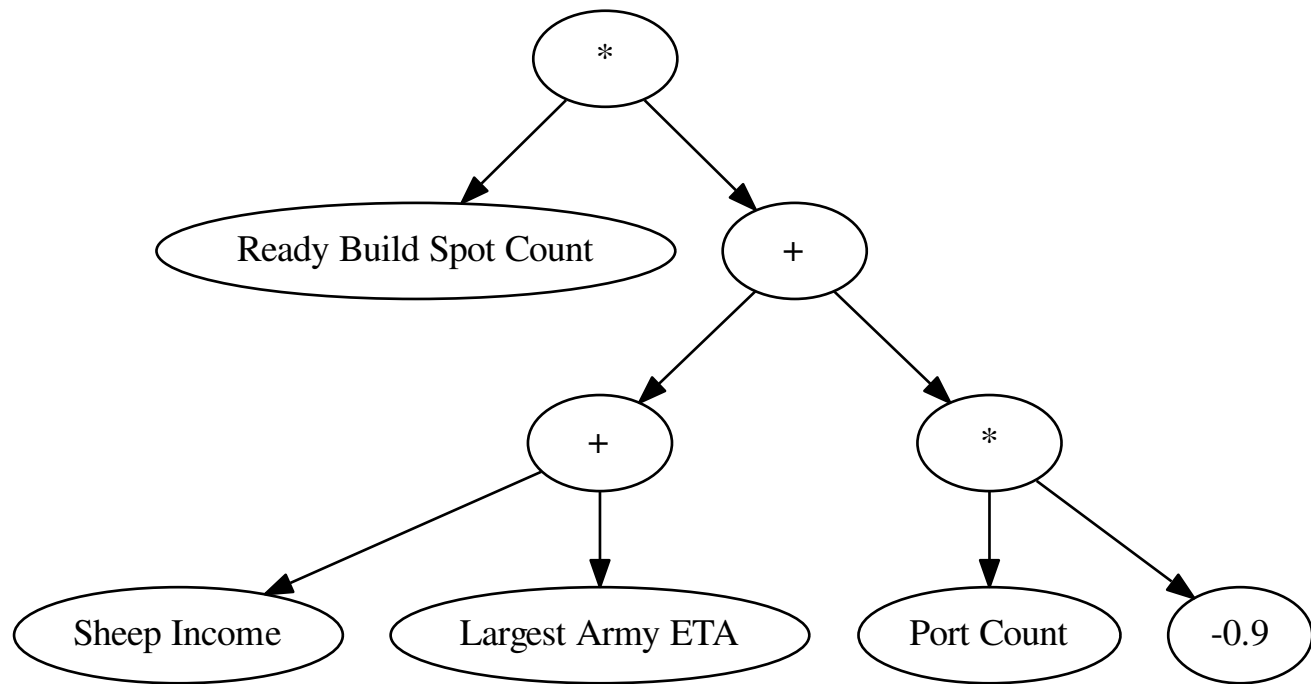 *
Ready Build Spot Count
+
+
*
Sheep Income
Largest Army ETA
Port Count
-0.9